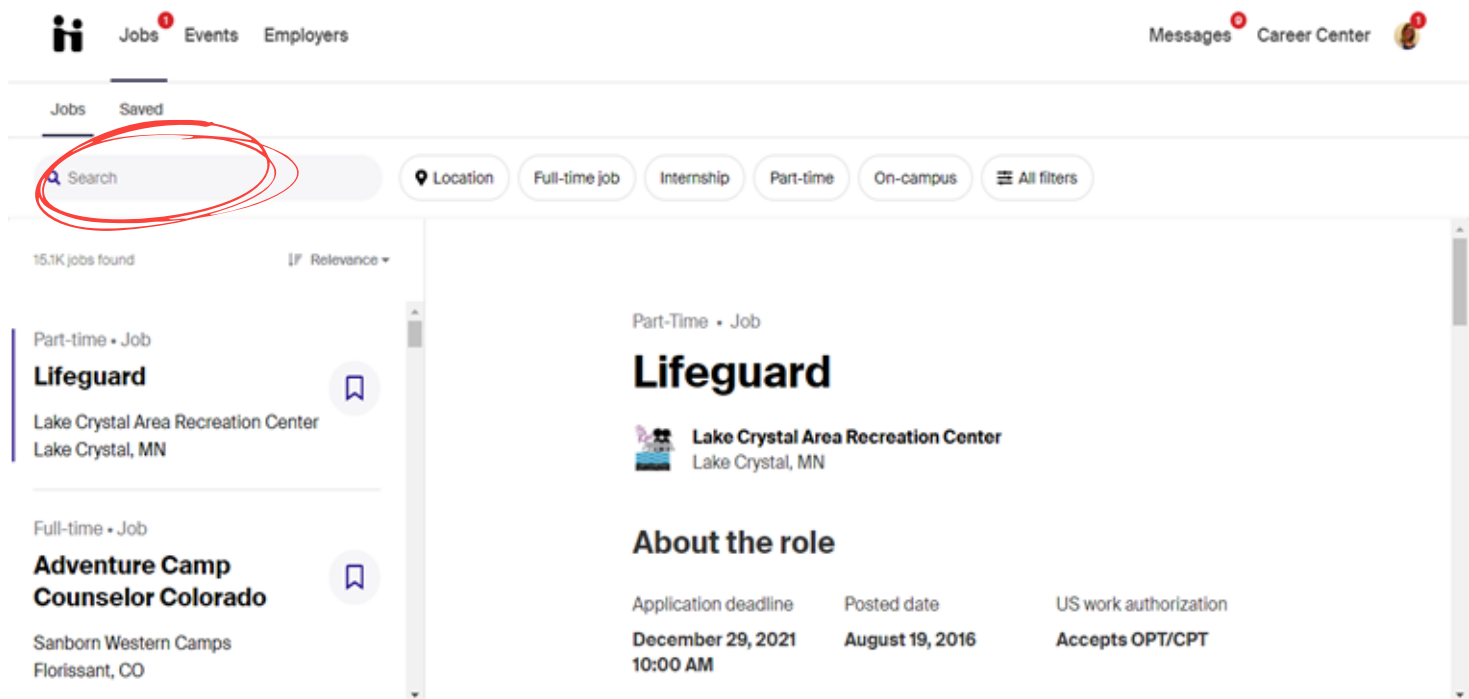 Jobs 1 Events Employers Messages 9 Career Center 1
Jobs Saved
Search Location Full-time job Internship Part-time On-campus All filters
15.1K jobs found Relevance
Part-time • Job
Lifeguard
Lake Crystal Area Recreation Center
Lake Crystal, MN
Full-time • Job
Adventure Camp
Counselor Colorado
Sanborn Western Camps
Florissant, CO
Part-Time • Job
Lifeguard
Lake Crystal Area Recreation Center
Lake Crystal, MN
About the role
Application deadline Posted date US work authorization
December 29, 2021 August 19, 2016 Accepts OPT/CPT
10:00 AM